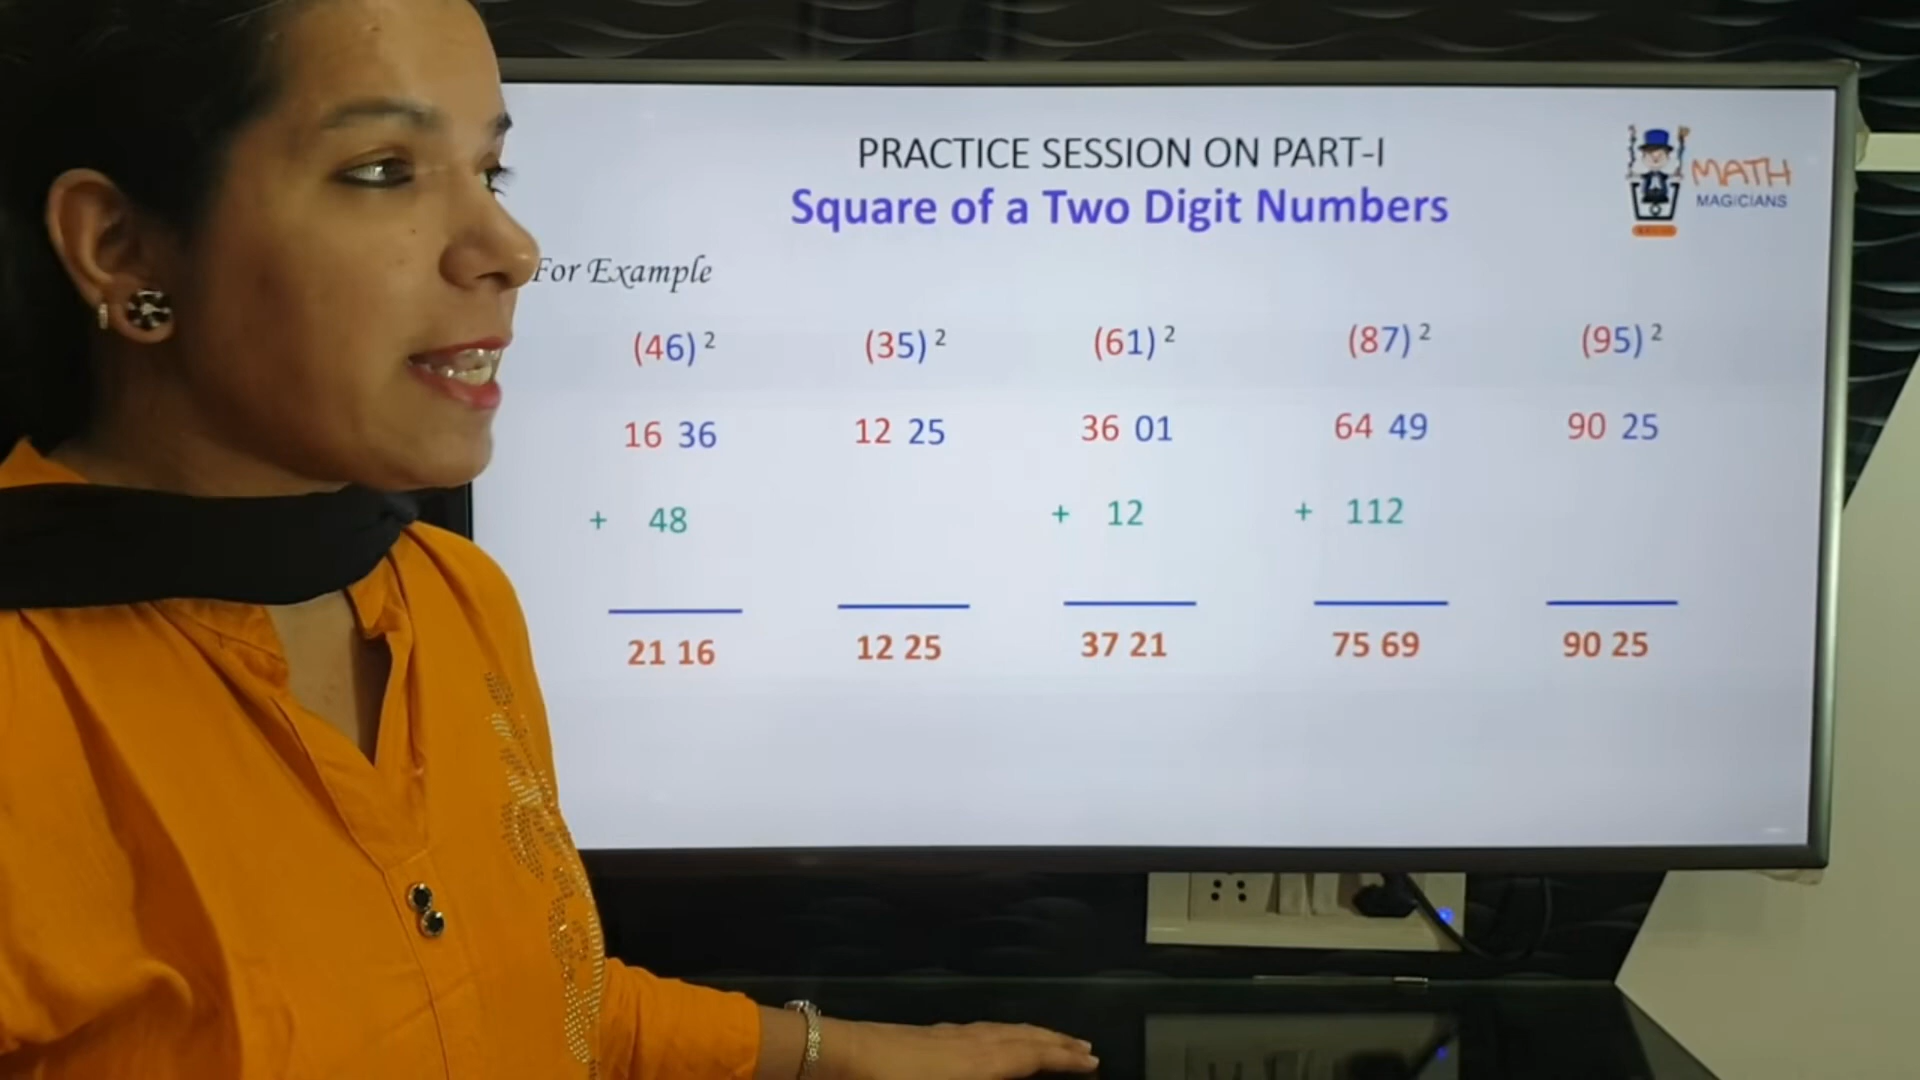 PRACTICE SESSION ON PART-I
Square of a Two Digit Numbers
MATH
MAGICIANS
For Example
(46) 2 (35) 2 (61) 2 (87) 2 (95) 2
16 36 12 25 36 01 64 49 90 25
+ 48 + 12 + 112
21 16 12 25 37 21 75 69 90 25